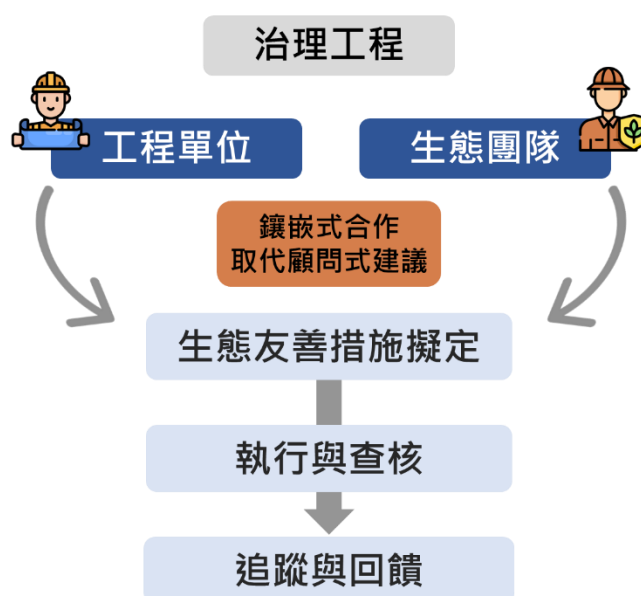 治理工程
工程單位
生態團隊
鑲嵌式合作
取代顧問式建議
生態友善措施擬定
執行與查核
追蹤與回饋